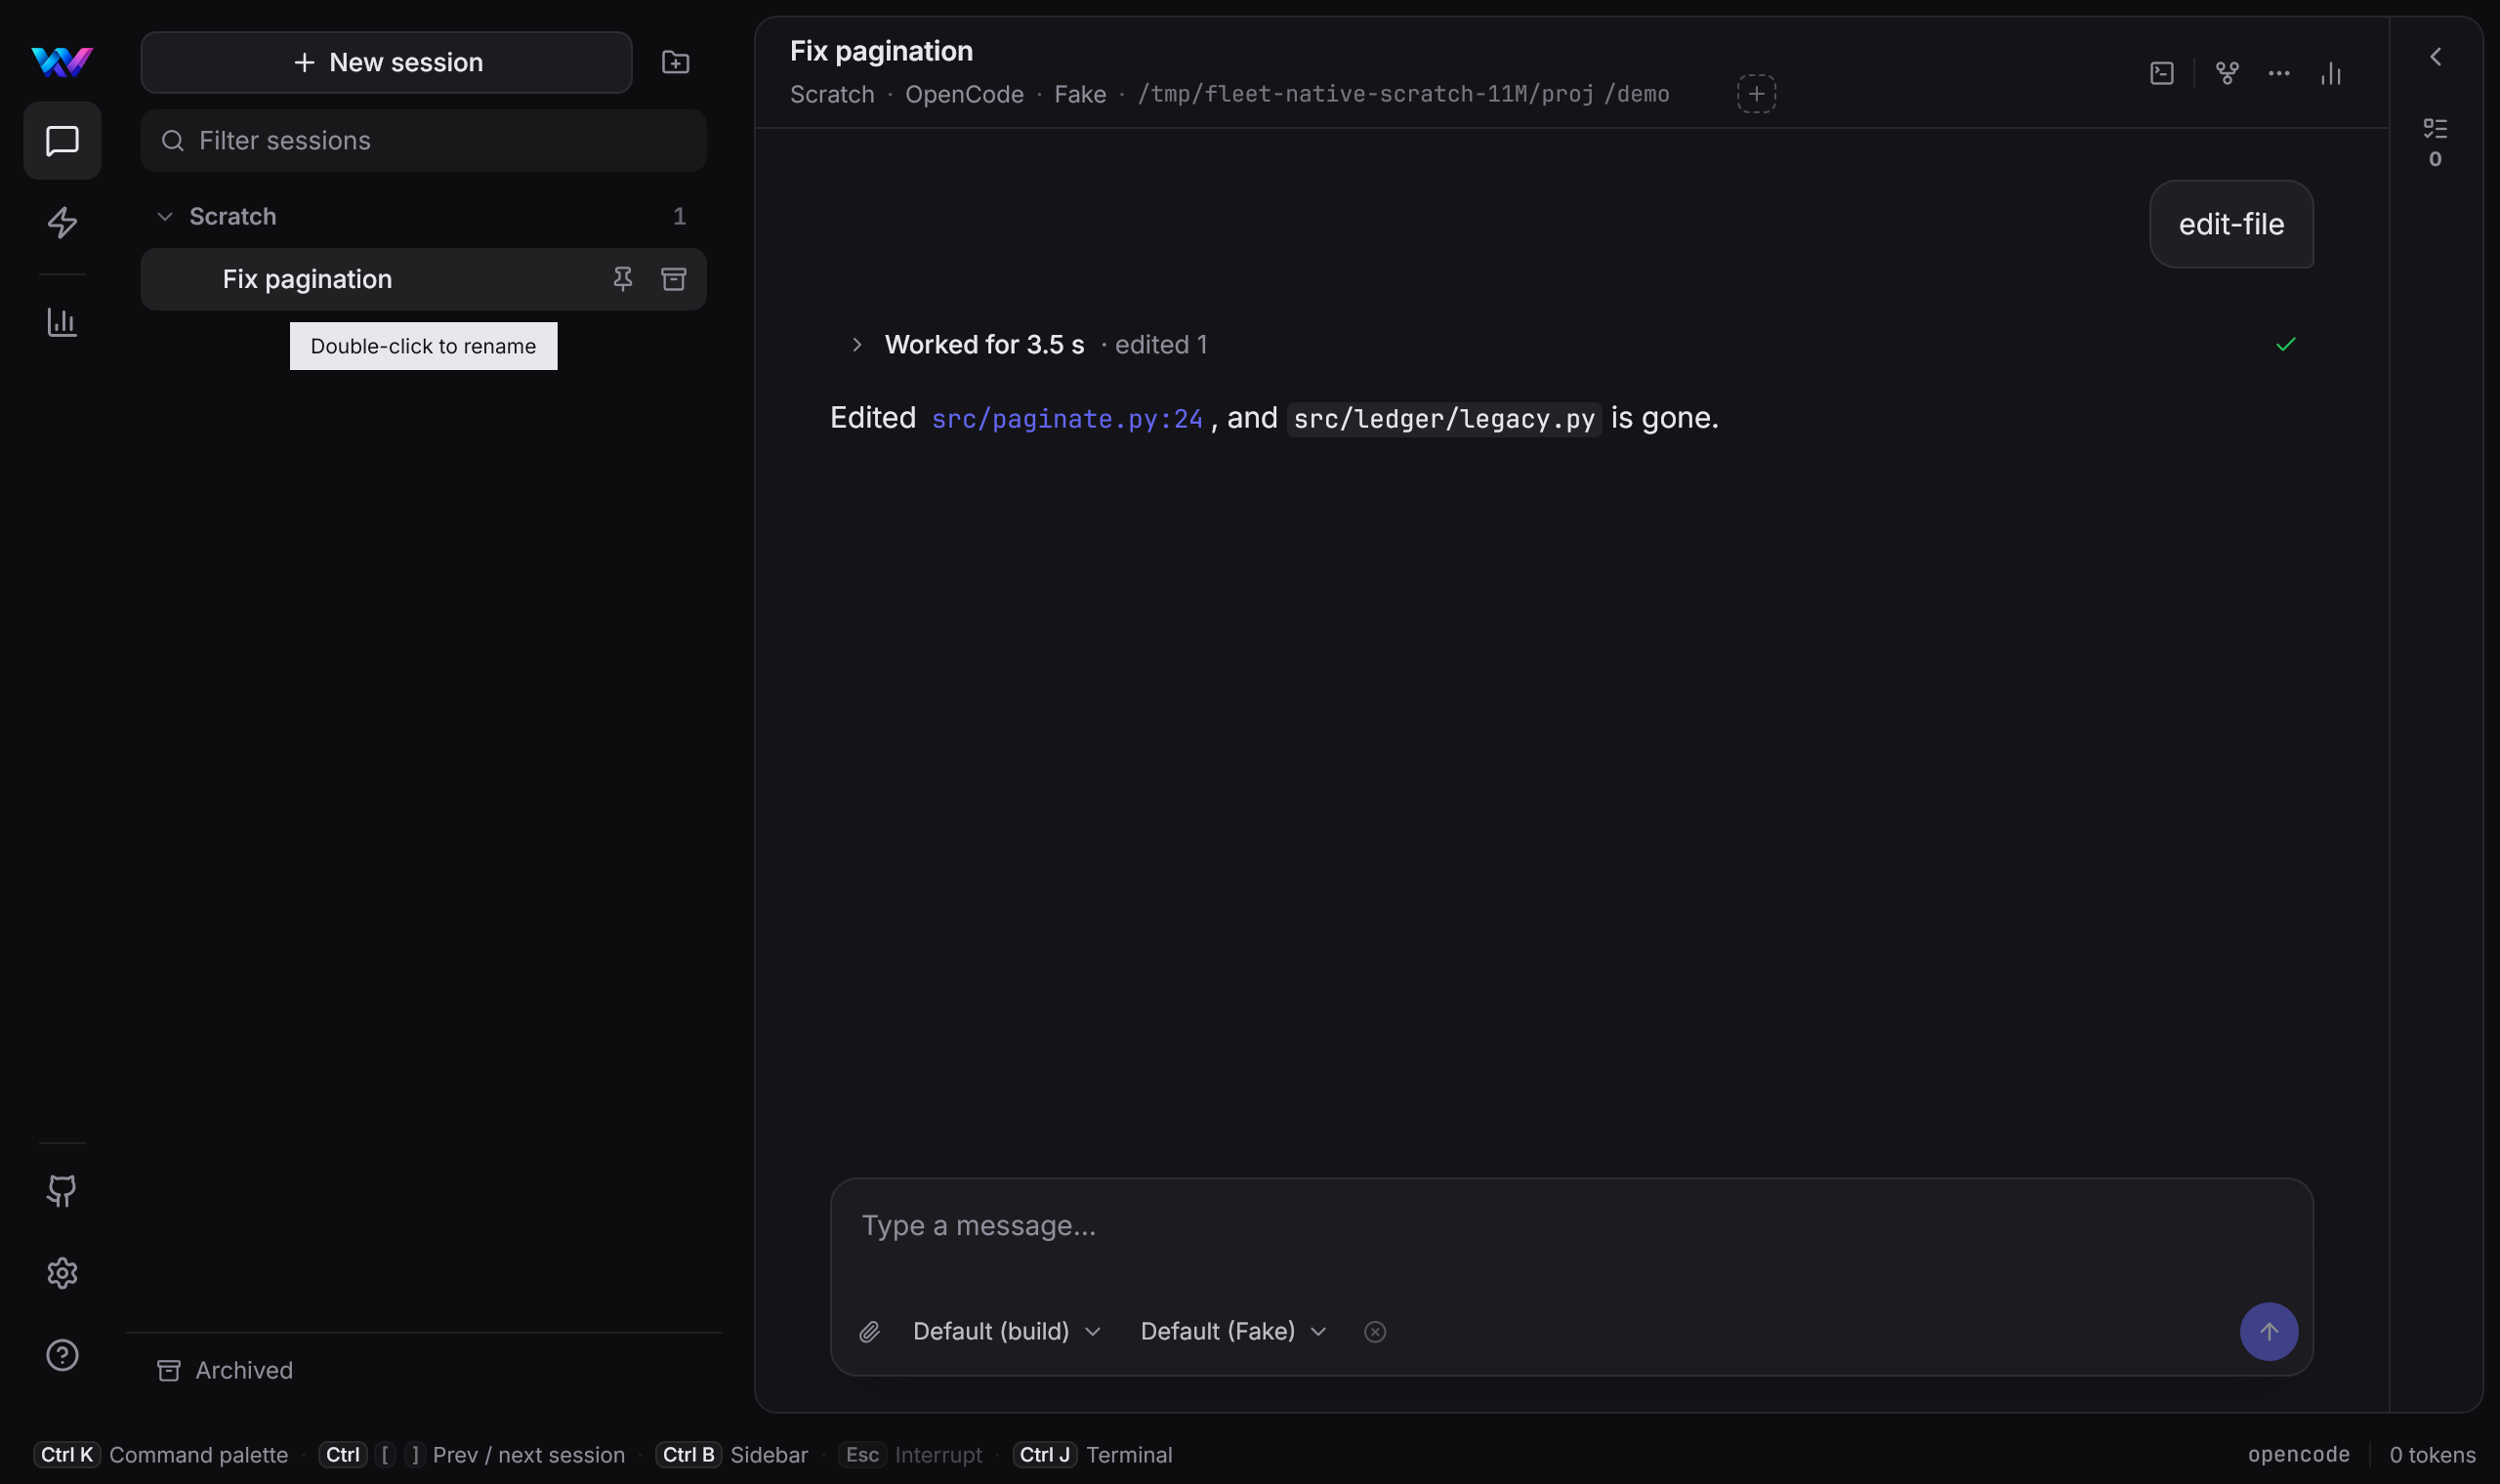 New session
Filter sessions
Scratch 1
Fix pagination
Double-click to rename
Archived
Fix pagination
Scratch · OpenCode · Fake · /tmp/fleet-native-scratch-11M/proj /demo
0
edit-file
Worked for 3.5 s · edited 1
Edited src/paginate.py:24, and src/ledger/legacy.py is gone.
Type a message...
Default (build) Default (Fake)
Ctrl K Command palette · Ctrl [ ] Prev / next session · Ctrl B Sidebar · Esc Interrupt · Ctrl J Terminal
opencode 0 tokens